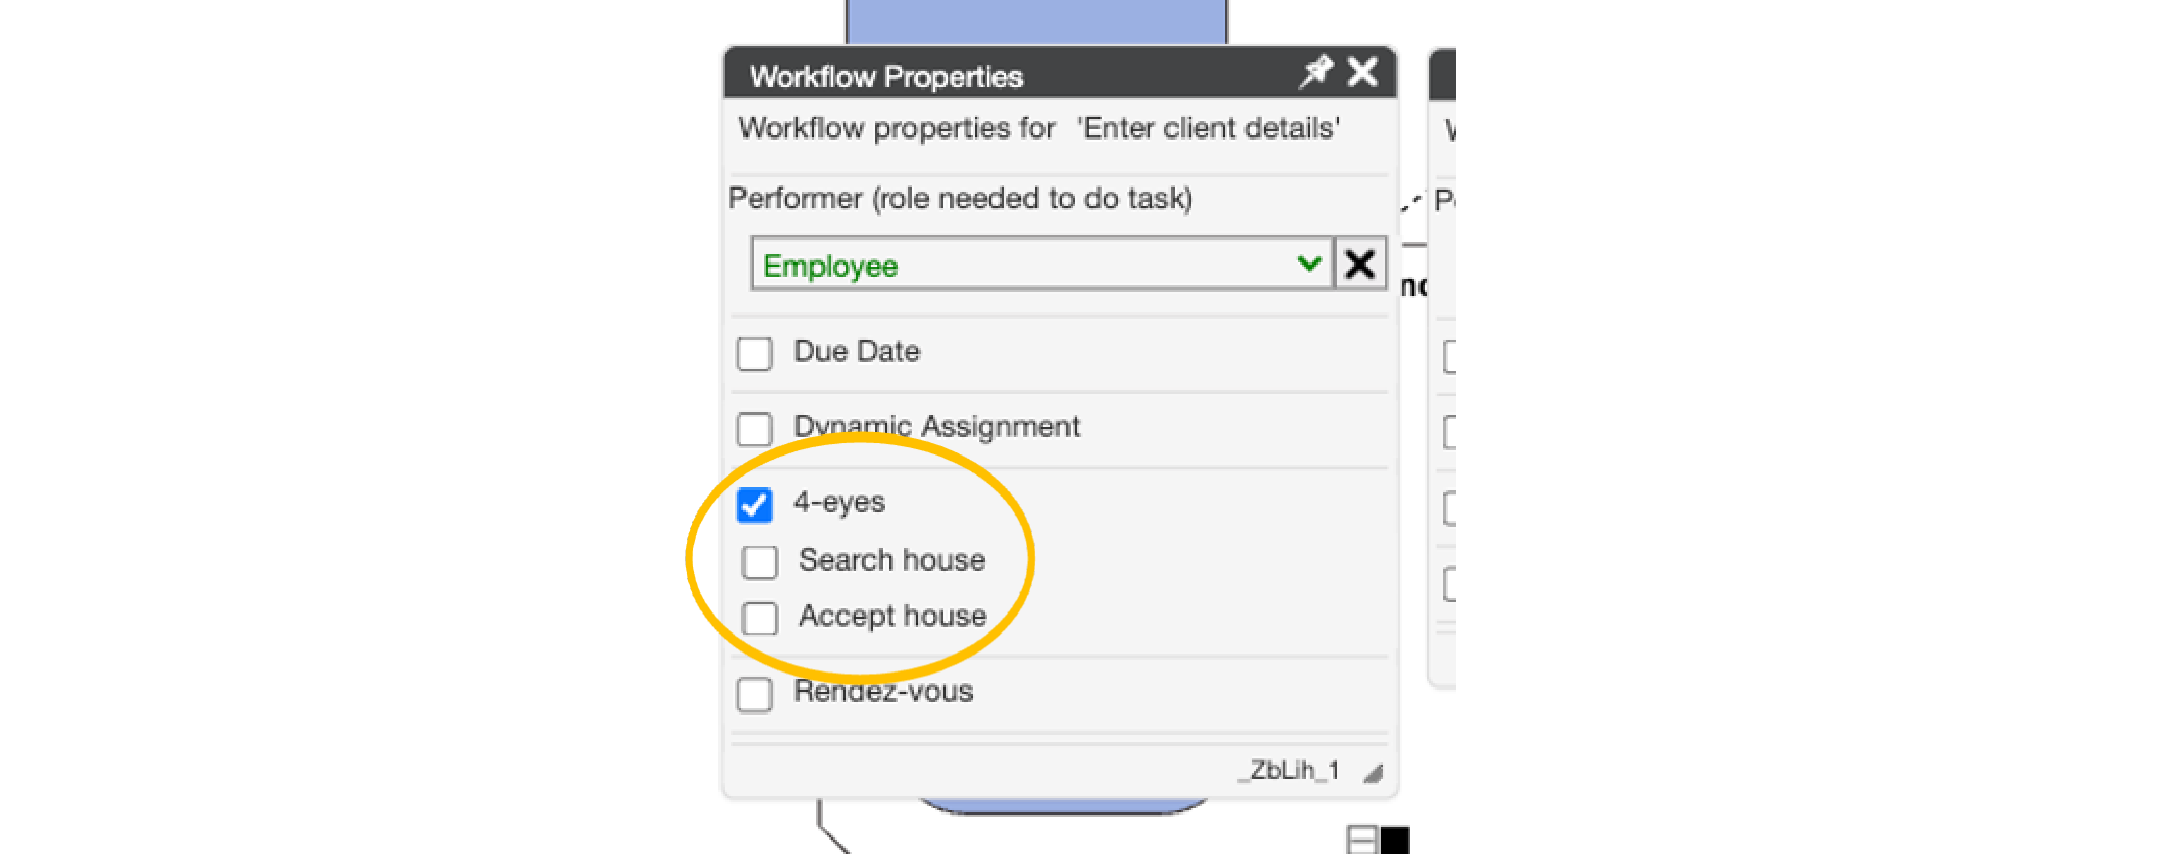 Workflow Properties
Workflow properties for 'Enter client details'
Performer (role needed to do task)
Employee
Due Date
Dynamic Assignment
4-eyes
Search house
Accept house
Rendez-vous
_ZbLih_1